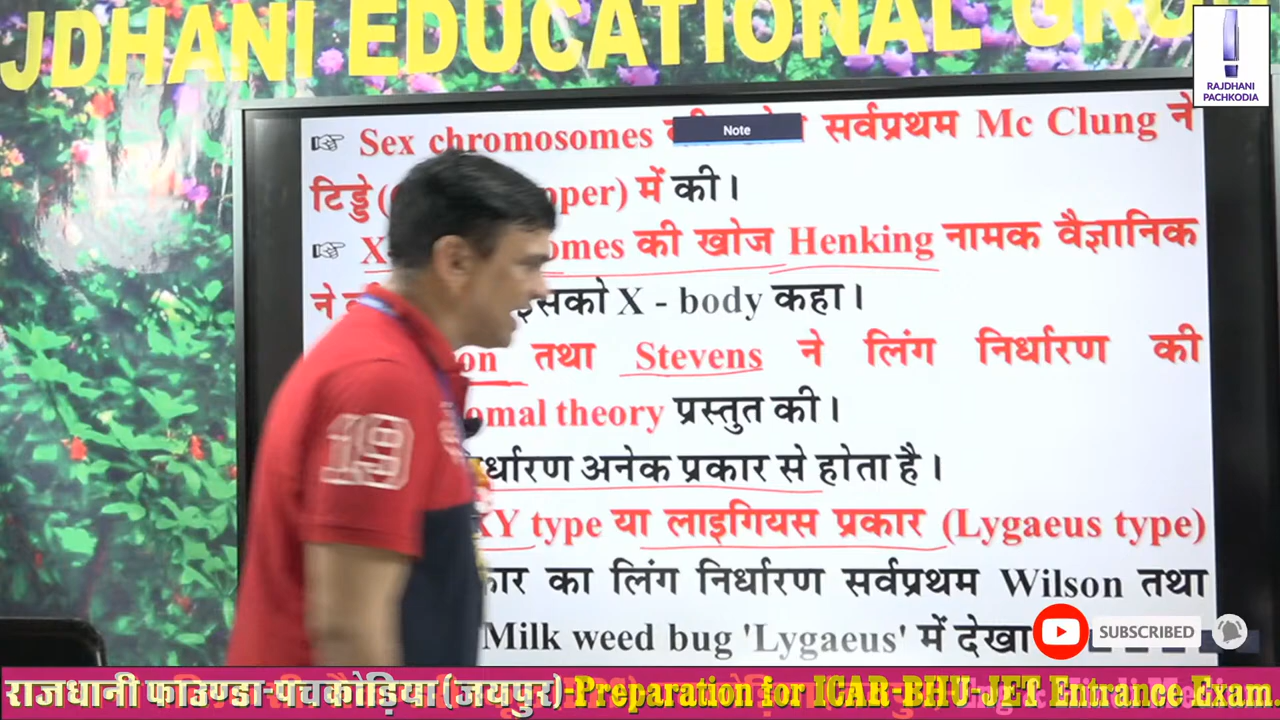 JDHANI EDUCATIONAL GRO
RAJDHANI
PACHKODIA
Note
☞ Sex chromosomes सर्वप्रथम Mc Clung ने
टिड्डे ( pper) में की।
☞ X omes की खोज Henking नामक वैज्ञानिक
ने इसको X - body कहा।
on तथा Stevens ने लिंग निर्धारण की
omal theory प्रस्तुत की।
र्धारण अनेक प्रकार से होता है।
XY type या लाइगियस प्रकार (Lygaeus type)
कार का लिंग निर्धारण सर्वप्रथम Wilson तथा
Milk weed bug 'Lygaeus' में देखा
SUBSCRIBED
राजधानी फाउण्डा-पचकोड़िया(जयपुर)-Preparation for ICAR-BHU-JET Entrance Exam.